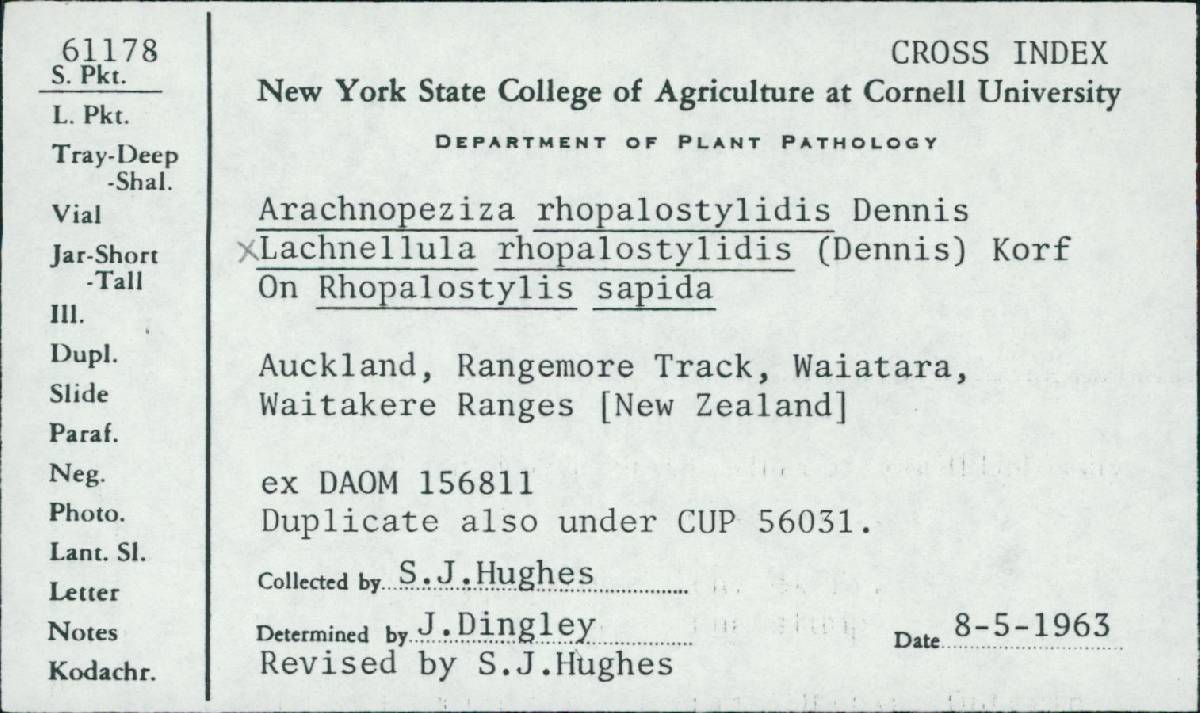 61178
S. Pkt.
L. Pkt.
Tray-Deep
-Shal.
Vial
Jar-Short
-Tall
Ill.
Dupl.
Slide
Paraf.
Neg.
Photo.
Lant. Sl.
Letter
Notes
Kodachr.
CROSS INDEX
New York State College of Agriculture at Cornell University
DEPARTMENT OF PLANT PATHOLOGY
Arachnopeziza rhopalostylidis Dennis
×Lachnellula rhopalostylidis (Dennis) Korf
On Rhopalostylis sapida
Auckland, Rangemore Track, Waiatara,
Waitakere Ranges [New Zealand]
ex DAOM 156811
Duplicate also under CUP 56031.
Collected by S.J.Hughes
Determined by J.Dingley Date 8-5-1963
Revised by S.J.Hughes